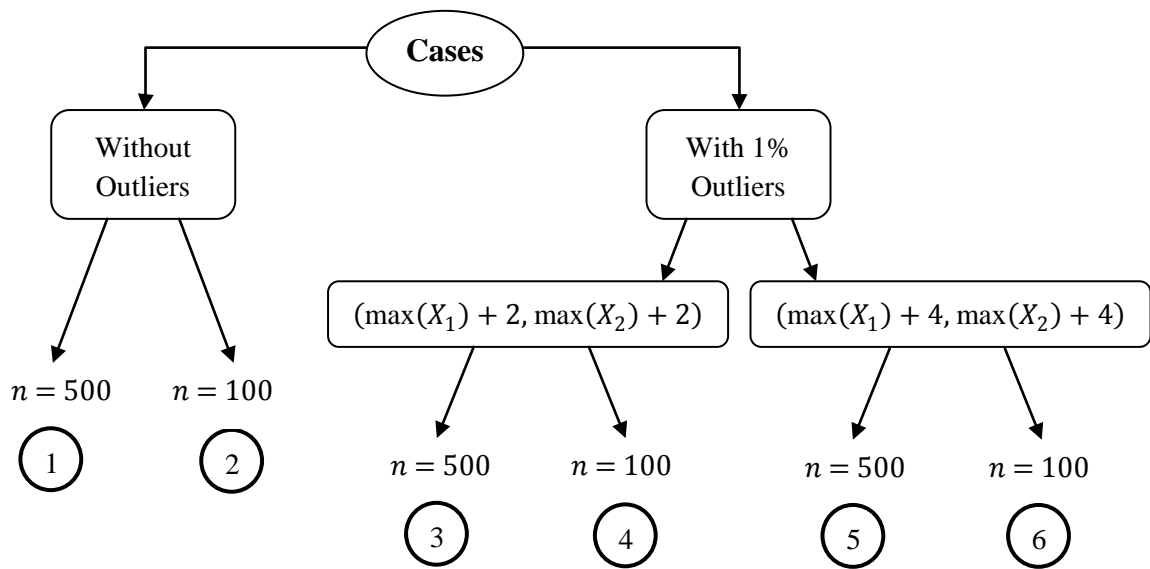 Cases
Without
Outliers
With 1%
Outliers
(max(𝑋₁) + 2, max(𝑋₂) + 2)
(max(𝑋₁) + 4, max(𝑋₂) + 4)
𝑛 = 500
𝑛 = 100
1
2
𝑛 = 500
𝑛 = 100
𝑛 = 500
𝑛 = 100
3
4
5
6